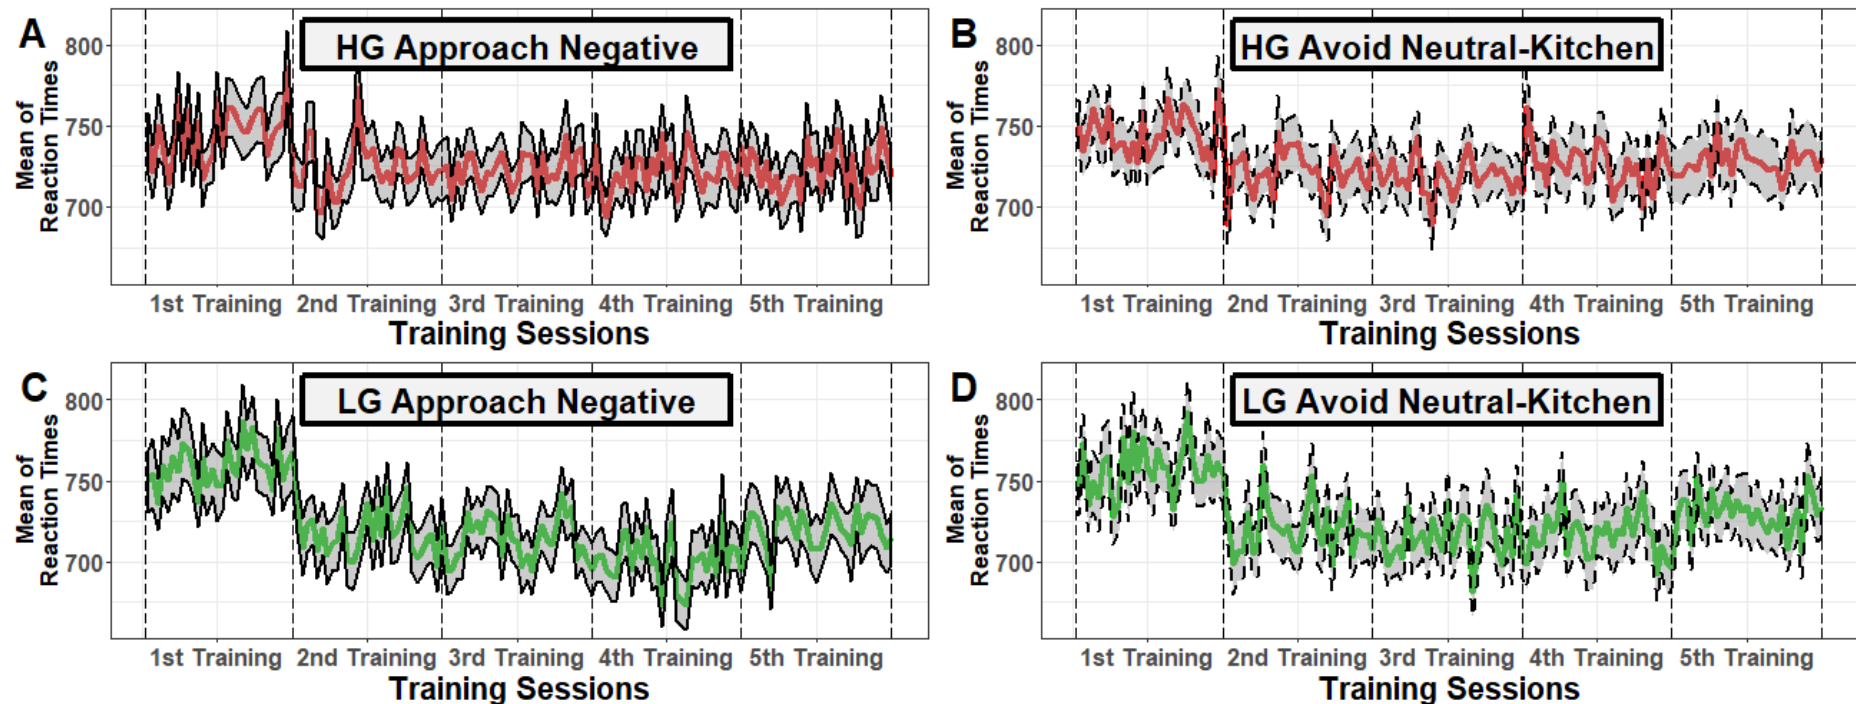 A
HG Approach Negative
800
750
700
Mean of
Reaction Times
1st Training 2nd Training 3rd Training 4th Training 5th Training
Training Sessions
B
HG Avoid Neutral-Kitchen
800
750
700
Mean of
Reaction Times
1st Training 2nd Training 3rd Training 4th Training 5th Training
Training Sessions
C
LG Approach Negative
800
750
700
Mean of
Reaction Times
1st Training 2nd Training 3rd Training 4th Training 5th Training
Training Sessions
D
LG Avoid Neutral-Kitchen
800
750
700
Mean of
Reaction Times
1st Training 2nd Training 3rd Training 4th Training 5th Training
Training Sessions